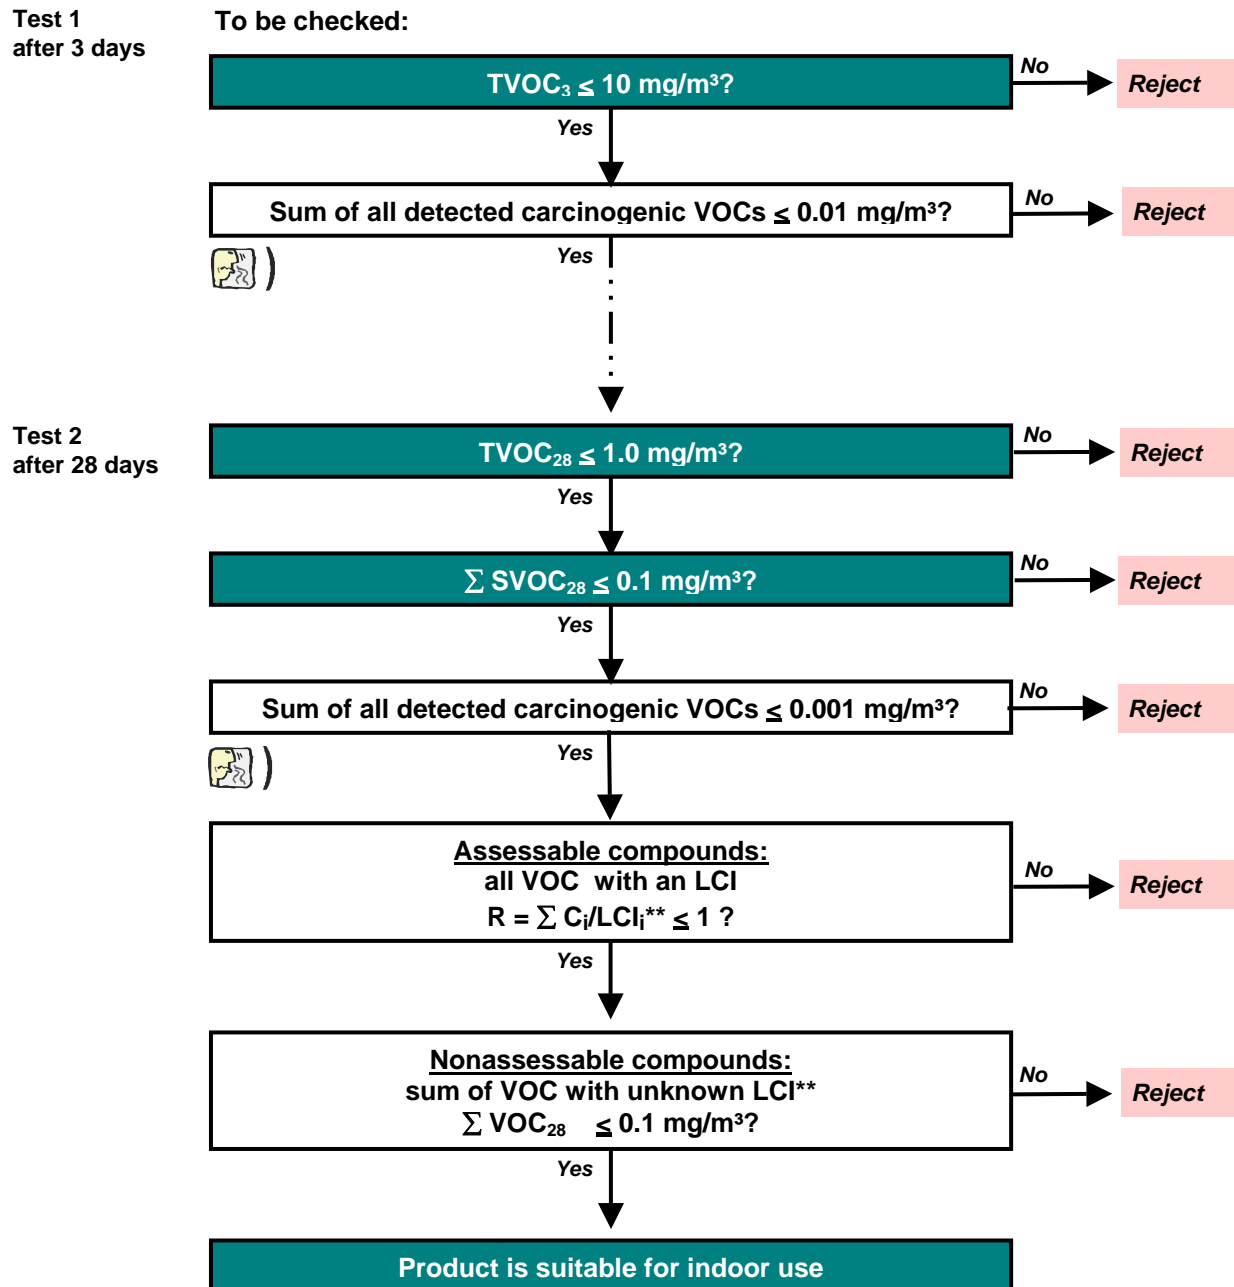 Test 1
after 3 days
To be checked:
TVOC₃ ≤ 10 mg/m³?
No
Reject
Yes
Sum of all detected carcinogenic VOCs ≤ 0.01 mg/m³?
No
Reject
)
Yes
Test 2
after 28 days
TVOC₂₈ ≤ 1.0 mg/m³?
No
Reject
Yes
∑ SVOC₂₈ ≤ 0.1 mg/m³?
No
Reject
Yes
Sum of all detected carcinogenic VOCs ≤ 0.001 mg/m³?
No
Reject
)
Yes
Assessable compounds:
all VOC with an LCI
R = ∑ Cᵢ/LCIᵢ** ≤ 1 ?
No
Reject
Yes
Nonassessable compounds:
sum of VOC with unknown LCI**
∑ VOC₂₈ ≤ 0.1 mg/m³?
No
Reject
Yes
Product is suitable for indoor use